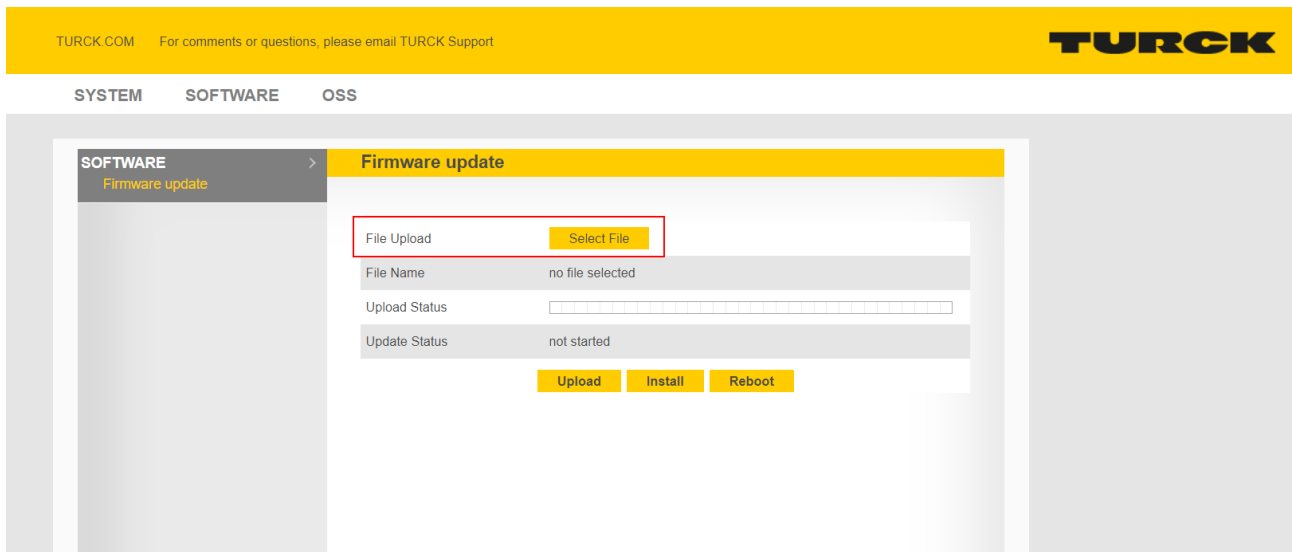 TURCK.COM For comments or questions, please email TURCK Support
TURCK
SYSTEM SOFTWARE OSS
SOFTWARE >
Firmware update
Firmware update
File Upload Select File
File Name no file selected
Upload Status
Update Status not started
Upload Install Reboot